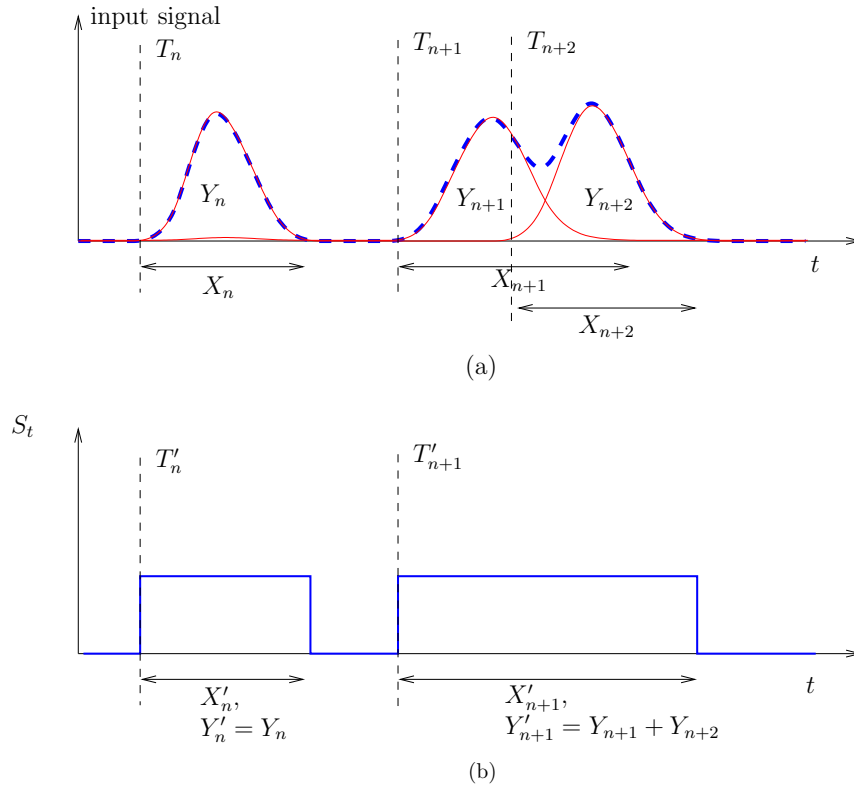 input signal
$T_n$ $T_{n+1}$ $T_{n+2}$
$Y_n$ $Y_{n+1}$ $Y_{n+2}$
$t$
$X_n$ $X_{n+1}$
$X_{n+2}$
(a)
$S_t$
$T'_n$ $T'_{n+1}$
$t$
$X'_n,$ $X'_{n+1},$
$Y'_n = Y_n$ $Y'_{n+1} = Y_{n+1} + Y_{n+2}$
(b)